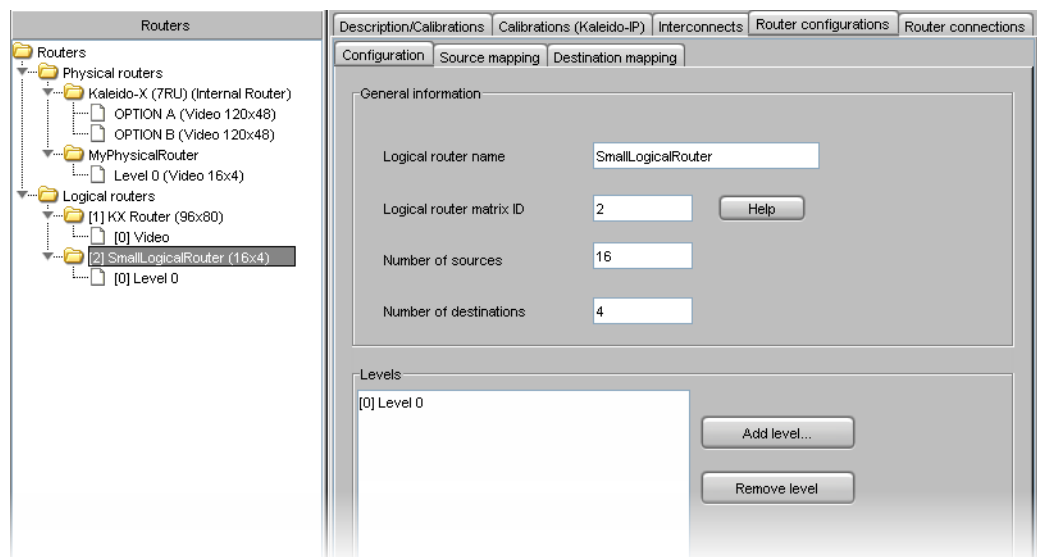 Routers
Routers
Physical routers
Kaleido-X (7RU) (Internal Router)
OPTION A (Video 120x48)
OPTION B (Video 120x48)
MyPhysicalRouter
Level 0 (Video 16x4)
Logical routers
[1] KX Router (96x80)
[0] Video
[2] SmallLogicalRouter (16x4)
[0] Level 0
Description/Calibrations Calibrations (Kaleido-IP) Interconnects Router configurations Router connections
Configuration Source mapping Destination mapping
General information
Logical router name SmallLogicalRouter
Logical router matrix ID 2 Help
Number of sources 16
Number of destinations 4
Levels
[0] Level 0
Add level...
Remove level